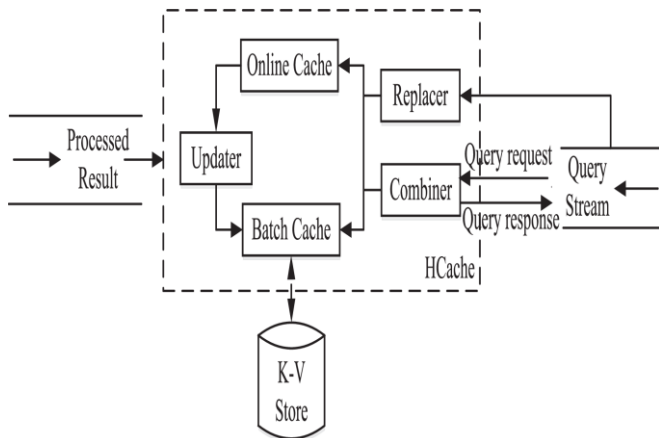 Online Cache
Replacer
Processed
Result
Updater
Query request
Combiner
Query
Stream
Query response
Batch Cache
HCache
K-V
Store